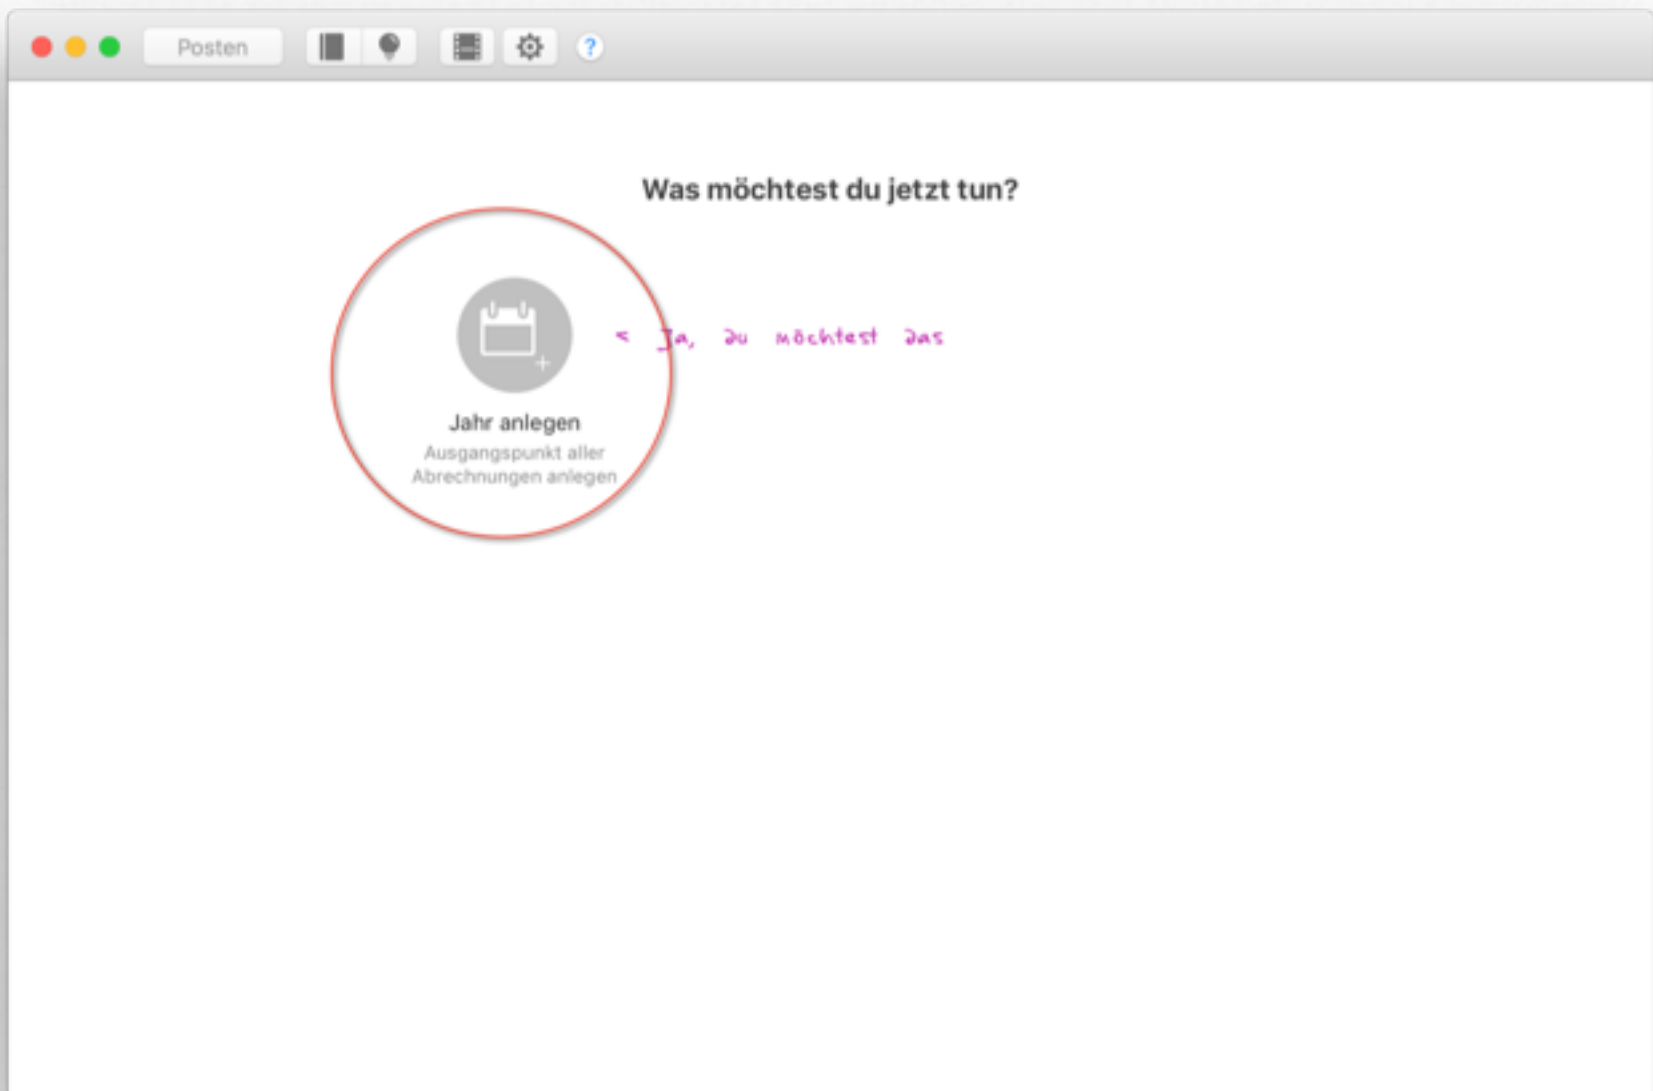 Posten
?
Was möchtest du jetzt tun?
< Ja, du möchtest das
Jahr anlegen
Ausgangspunkt aller
Abrechnungen anlegen